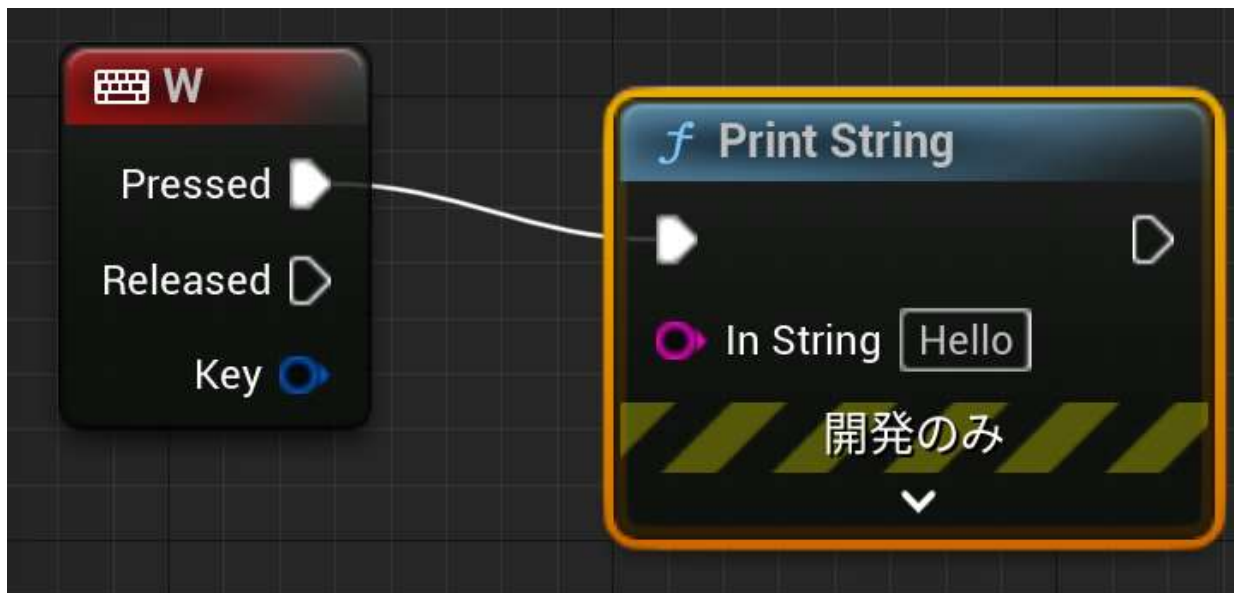 W
Pressed
Released
Key
Print String
In String Hello
開発のみ